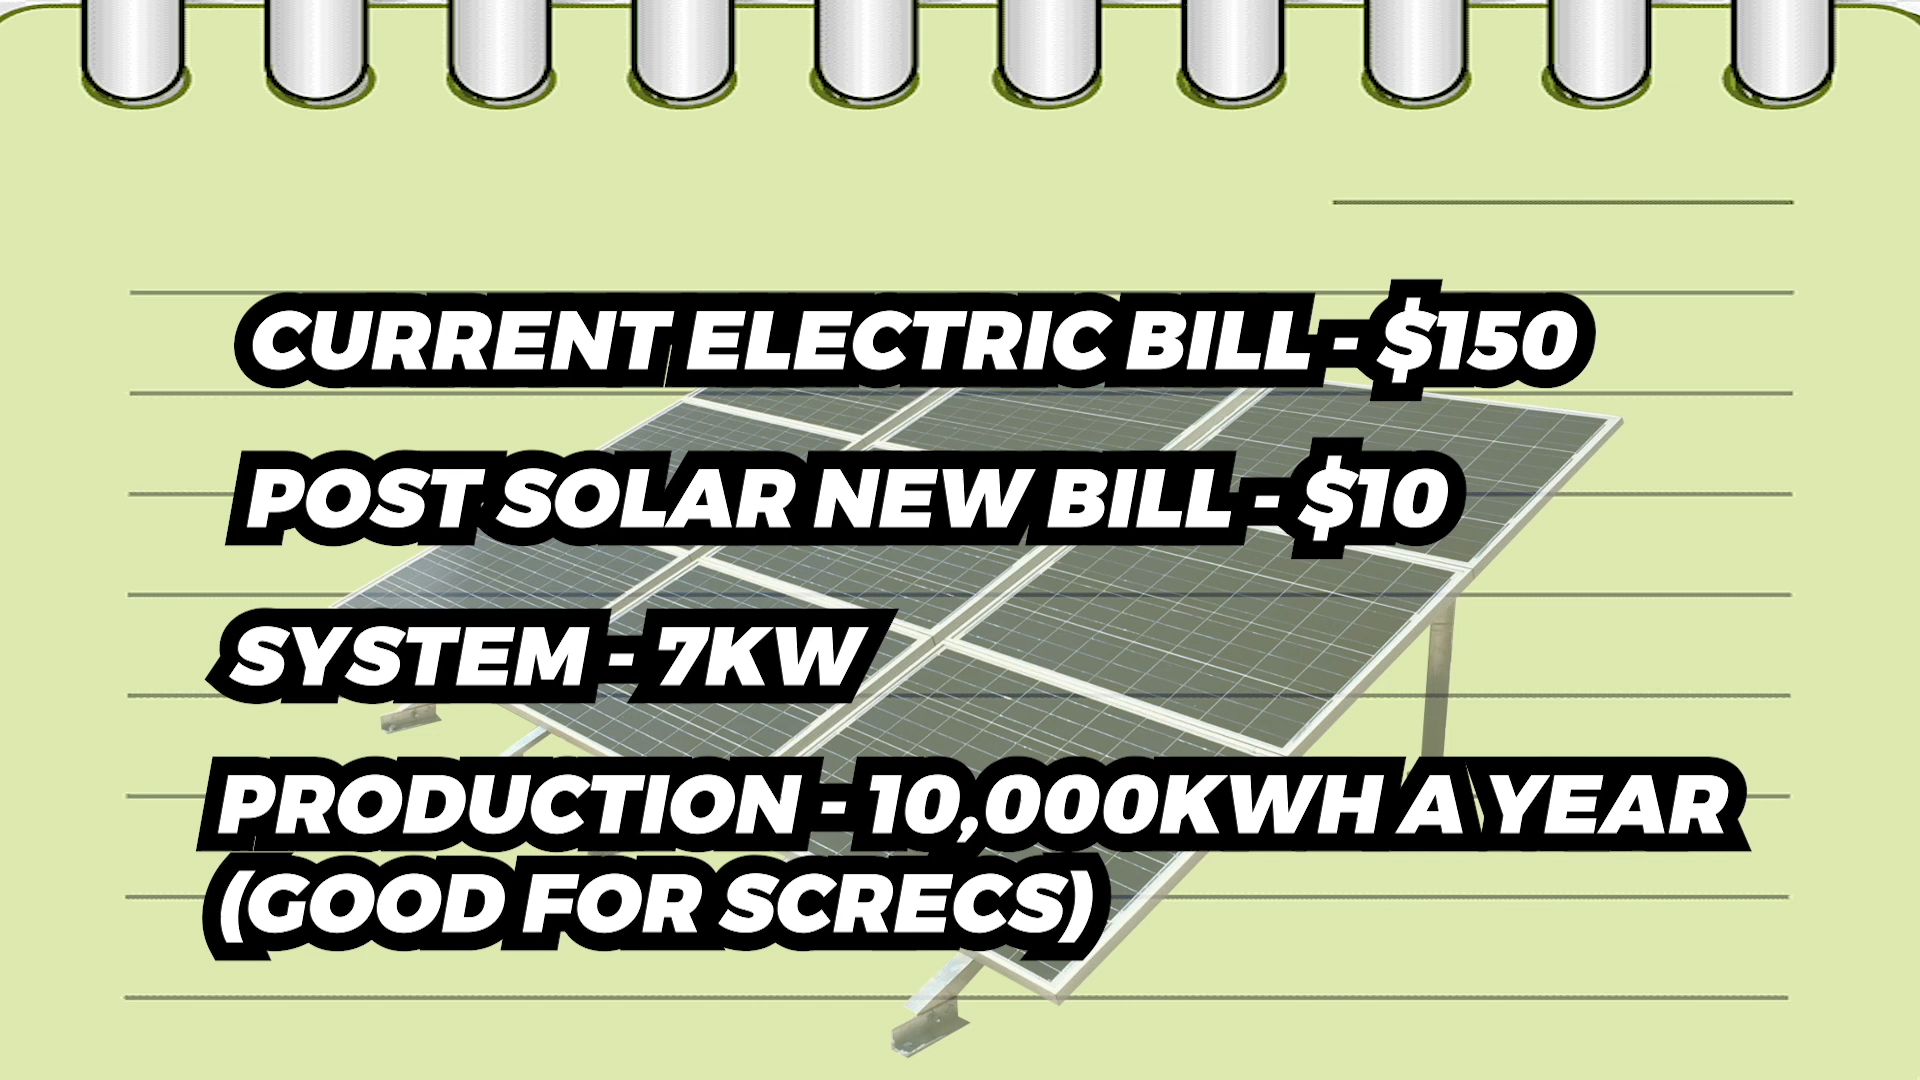 CURRENT ELECTRIC BILL - $150
POST SOLAR NEW BILL - $10
SYSTEM - 7KW
PRODUCTION - 10,000KWH A YEAR
(GOOD FOR SCRECS)